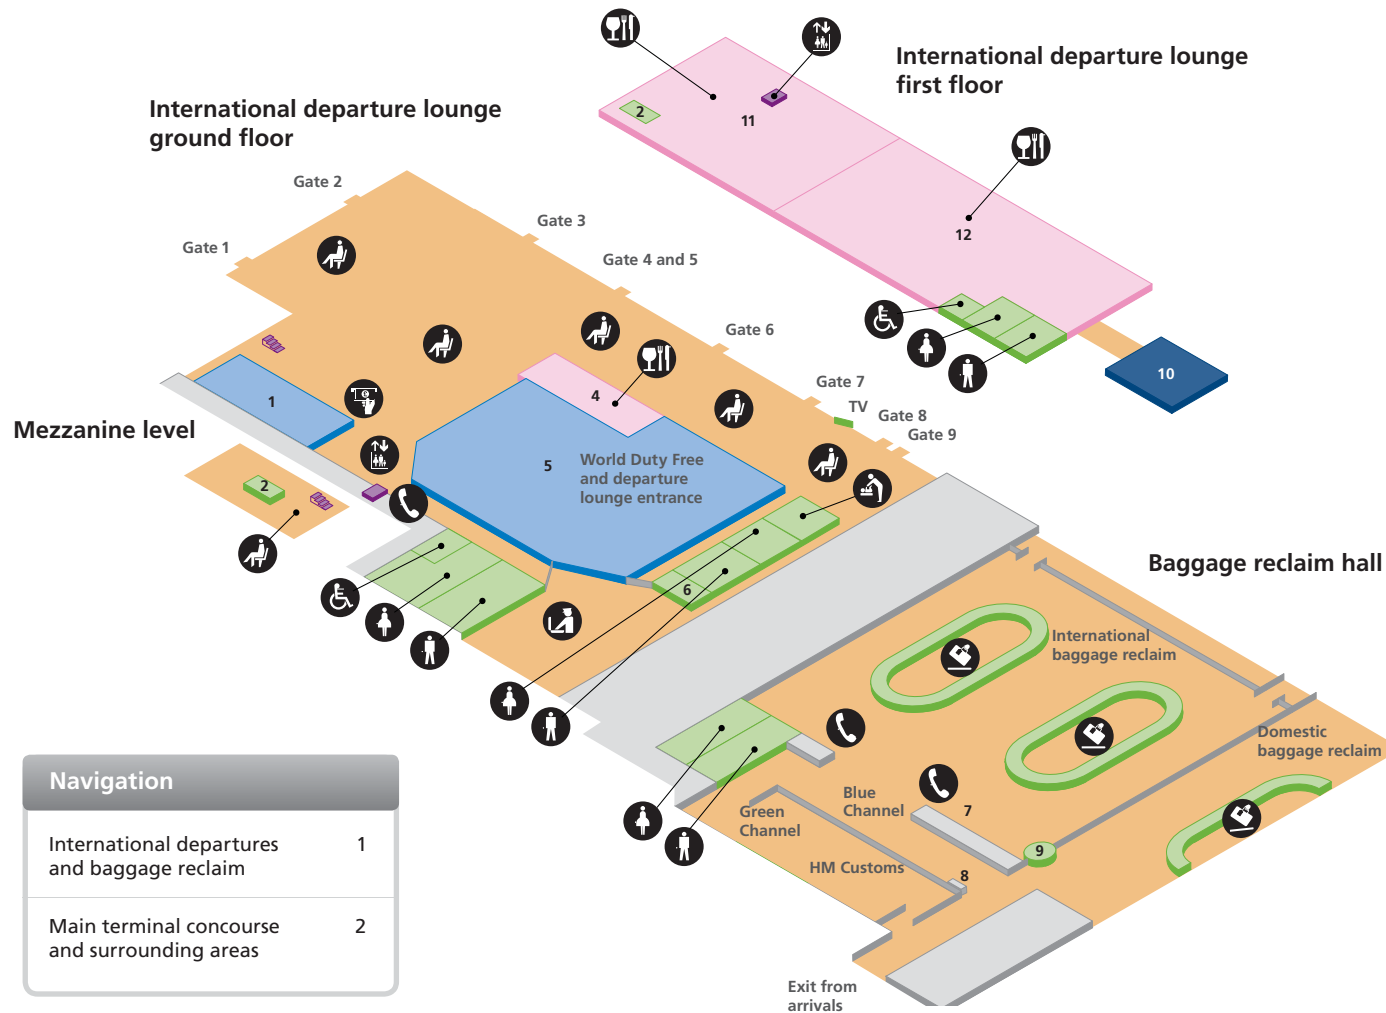 International departure lounge
first floor
2
11
12
10
International departure lounge
ground floor
Gate 2
Gate 1
Gate 3
Gate 4 and 5
Gate 6
Gate 7
TV
Gate 8
Gate 9
1
4
5
World Duty Free
and departure
lounge entrance
6
Mezzanine level
2
Baggage reclaim hall
International
baggage reclaim
Domestic
baggage reclaim
Blue
Channel
7
Green
Channel
HM Customs
8
9
Exit from
arrivals
Navigation
International departures 1
and baggage reclaim
Main terminal concourse 2
and surrounding areas